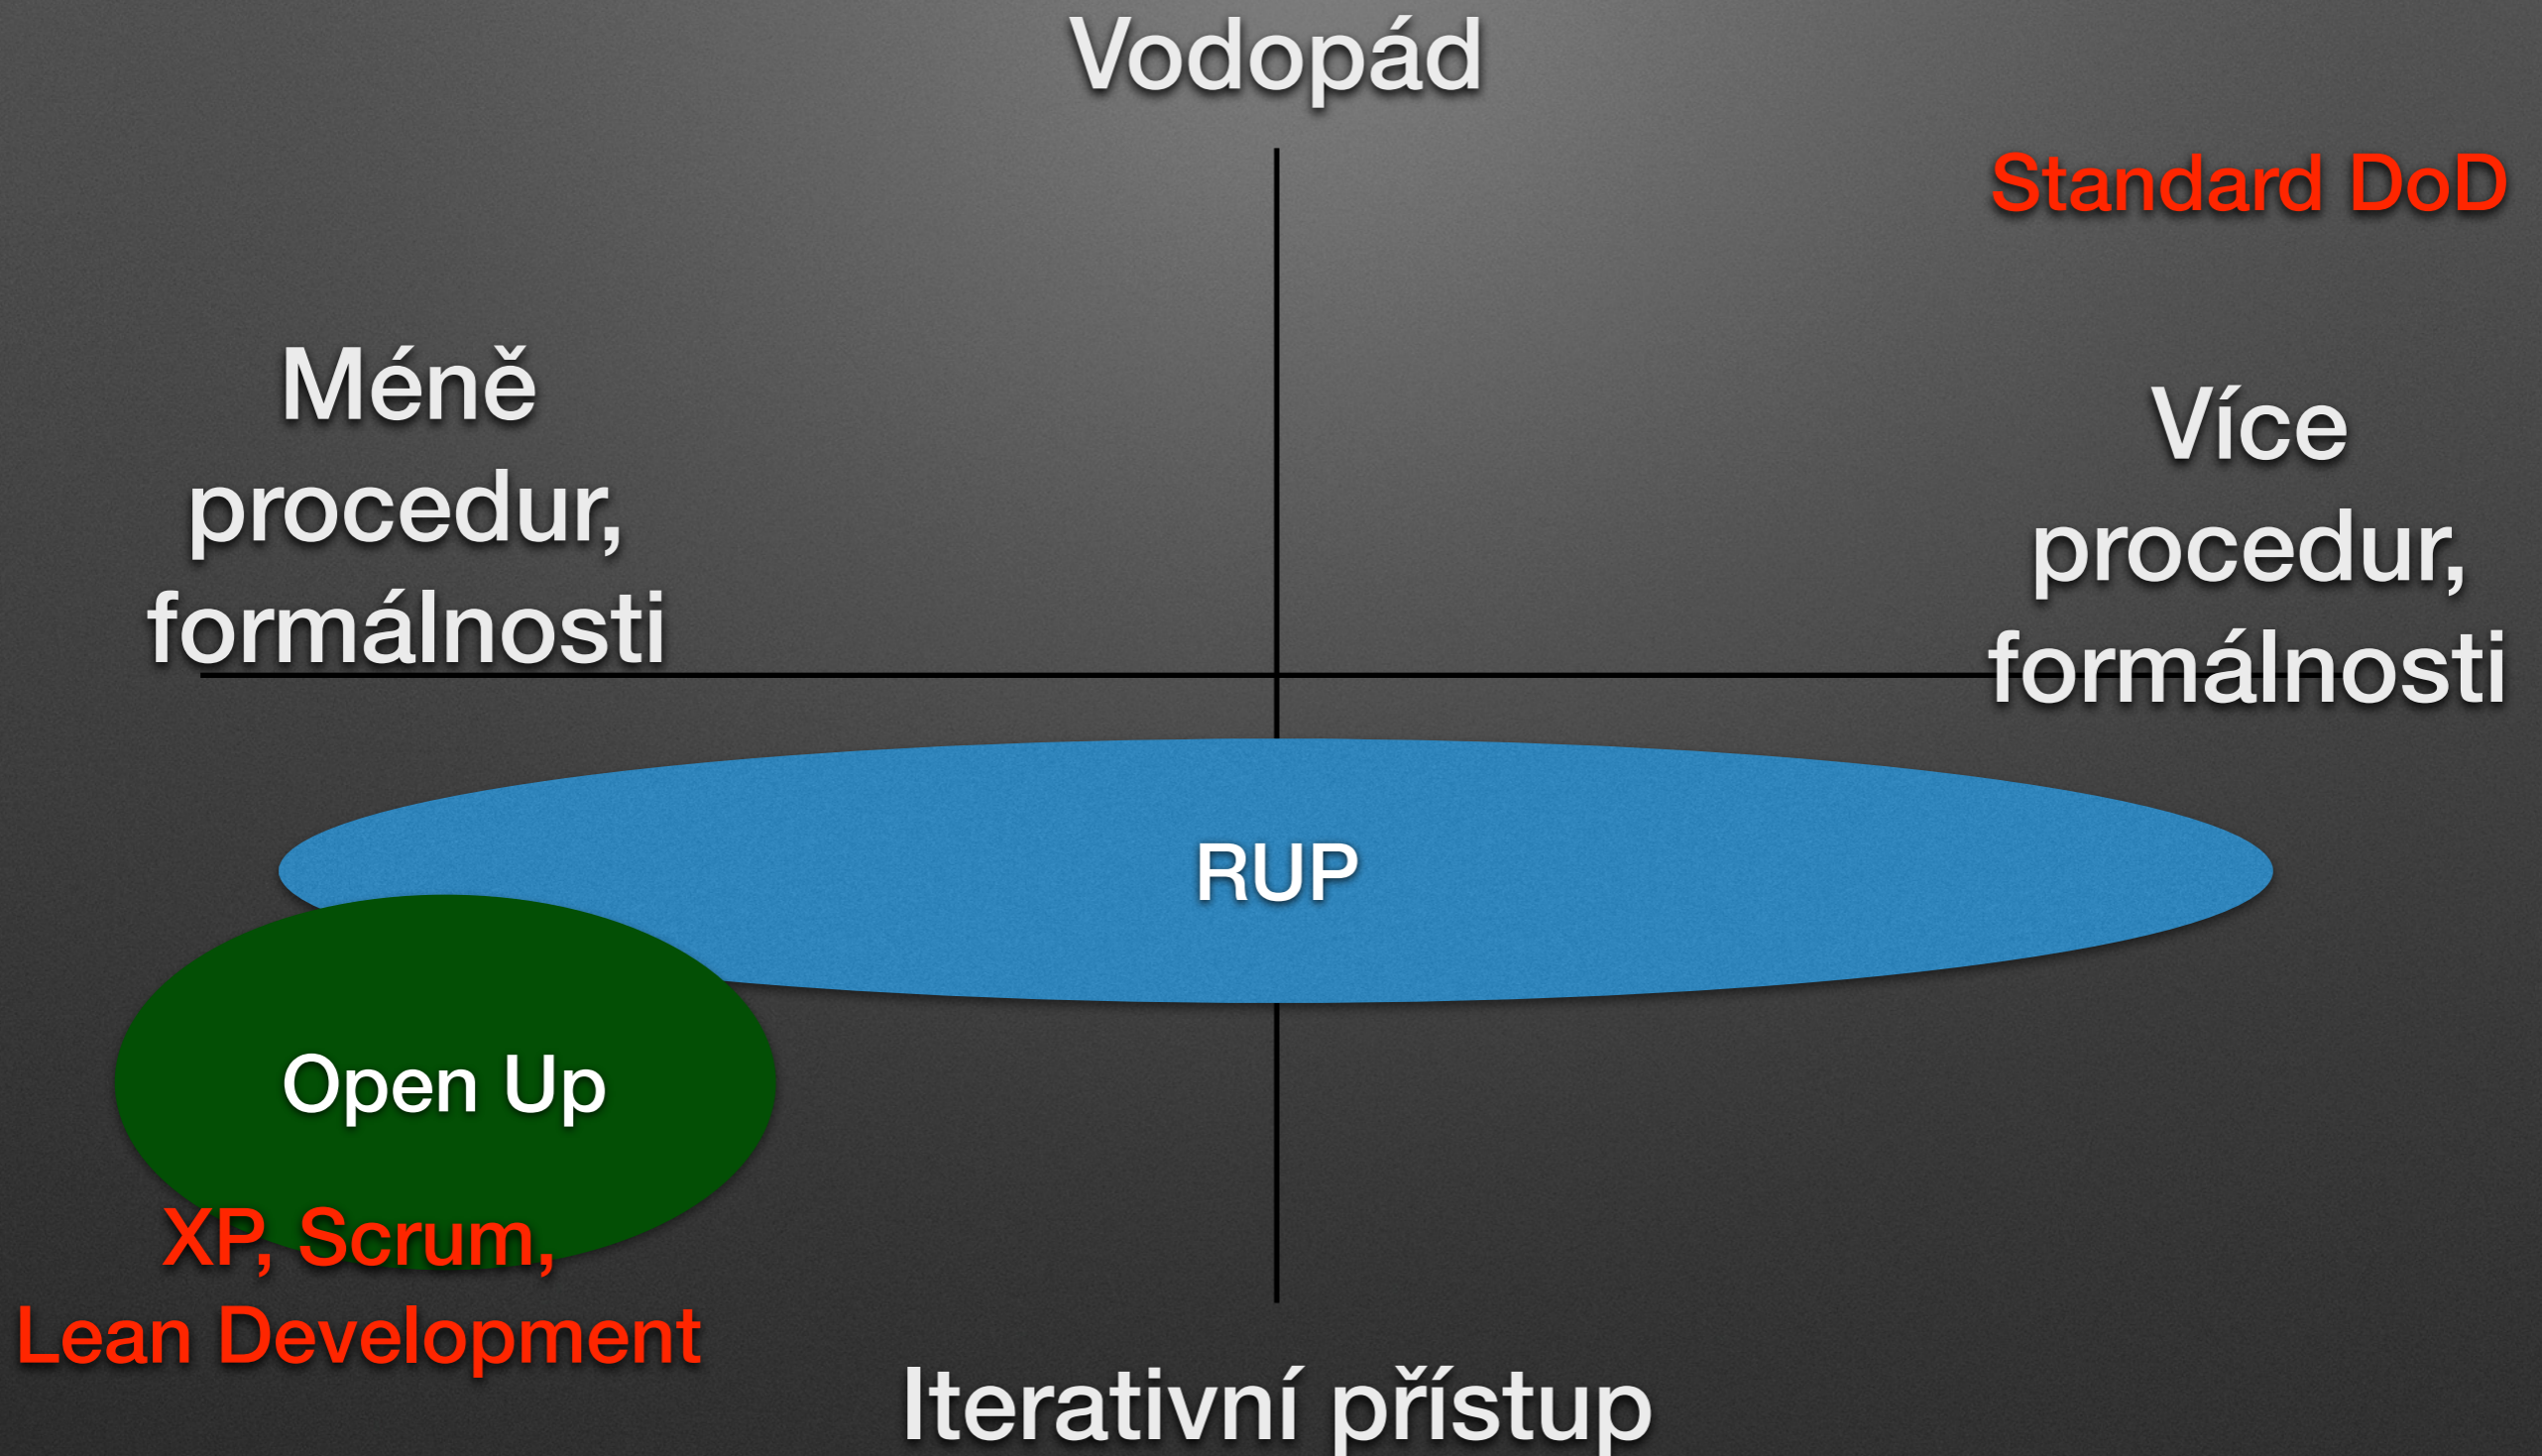 Vodopád
Standard DoD
Méně
procedur,
formálnosti
Více
procedur,
formálnosti
RUP
Open Up
XP, Scrum,
Lean Development
Iterativní přístup